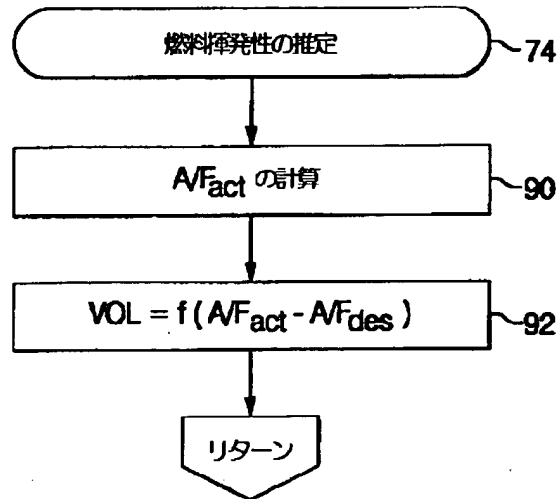 燃料揮発性の推定
74
A/Fact の計算
90
VOL = f ( A/Fact - A/Fdes )
92
リターン